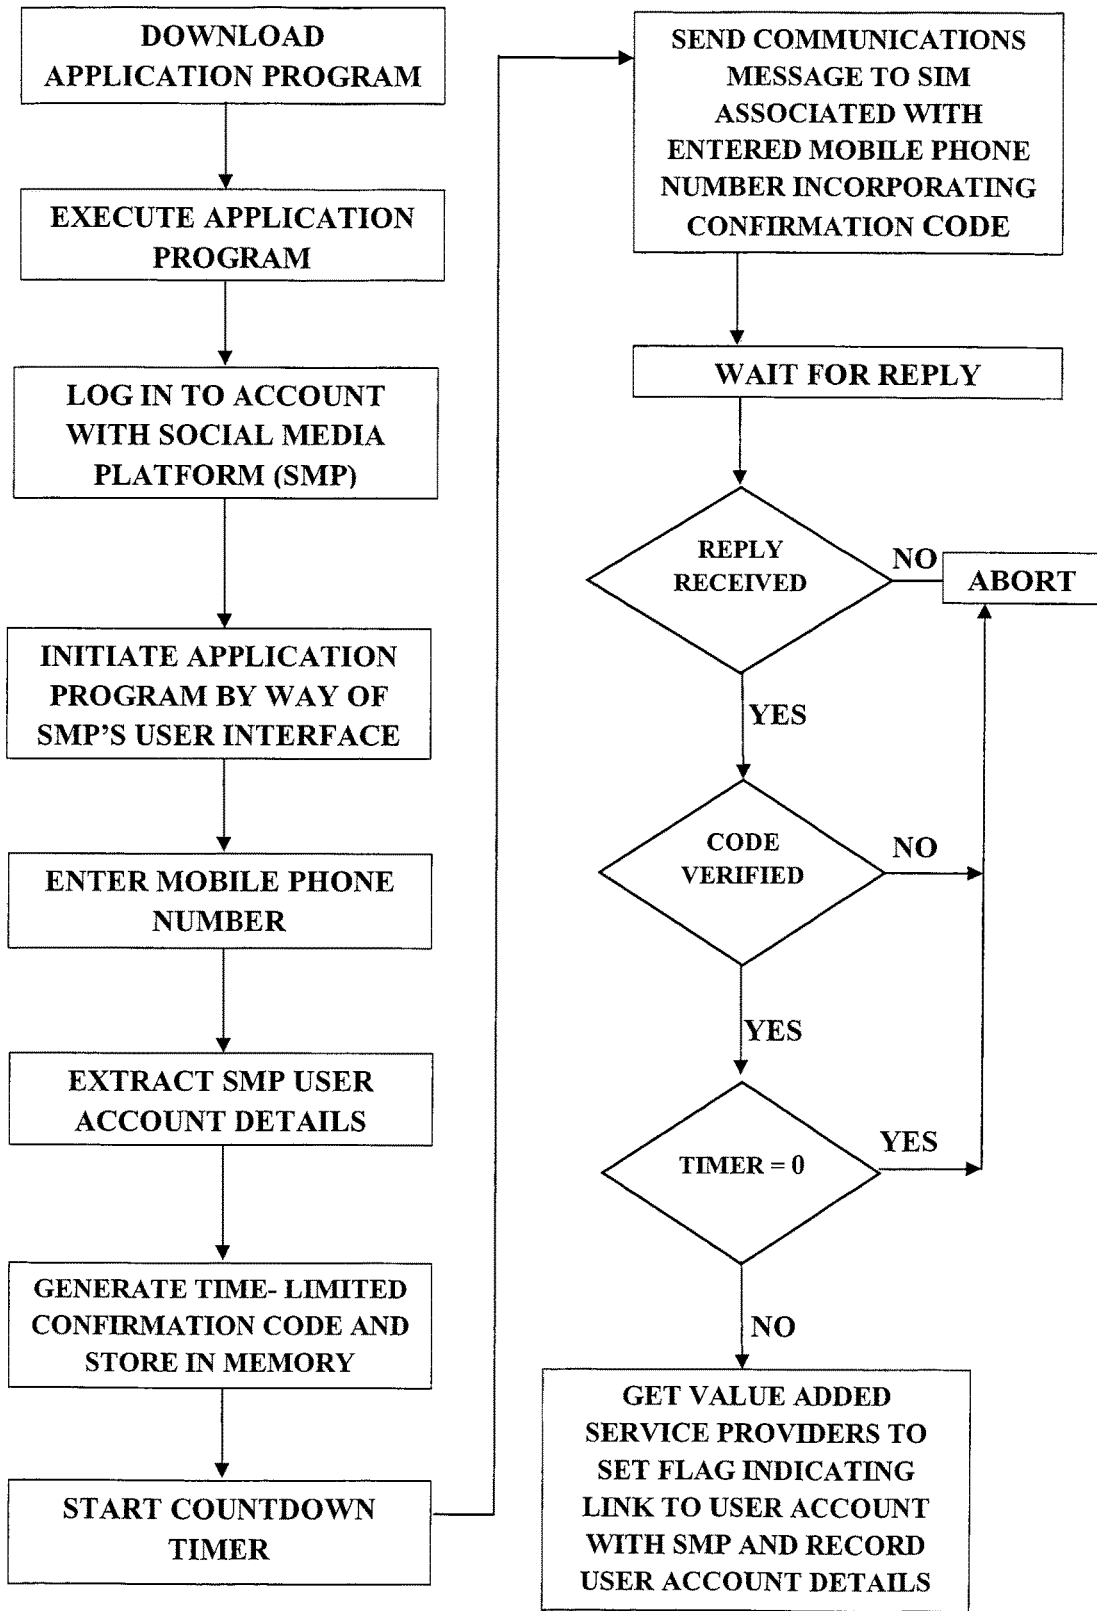 DOWNLOAD
APPLICATION PROGRAM
EXECUTE APPLICATION
PROGRAM
LOG IN TO ACCOUNT
WITH SOCIAL MEDIA
PLATFORM (SMP)
INITIATE APPLICATION
PROGRAM BY WAY OF
SMP'S USER INTERFACE
ENTER MOBILE PHONE
NUMBER
EXTRACT SMP USER
ACCOUNT DETAILS
GENERATE TIME- LIMITED
CONFIRMATION CODE AND
STORE IN MEMORY
START COUNTDOWN
TIMER
SEND COMMUNICATIONS
MESSAGE TO SIM
ASSOCIATED WITH
ENTERED MOBILE PHONE
NUMBER INCORPORATING
CONFIRMATION CODE
WAIT FOR REPLY
REPLY
RECEIVED
NO
ABORT
YES
CODE
VERIFIED
NO
YES
TIMER = 0
YES
NO
GET VALUE ADDED
SERVICE PROVIDERS TO
SET FLAG INDICATING
LINK TO USER ACCOUNT
WITH SMP AND RECORD
USER ACCOUNT DETAILS